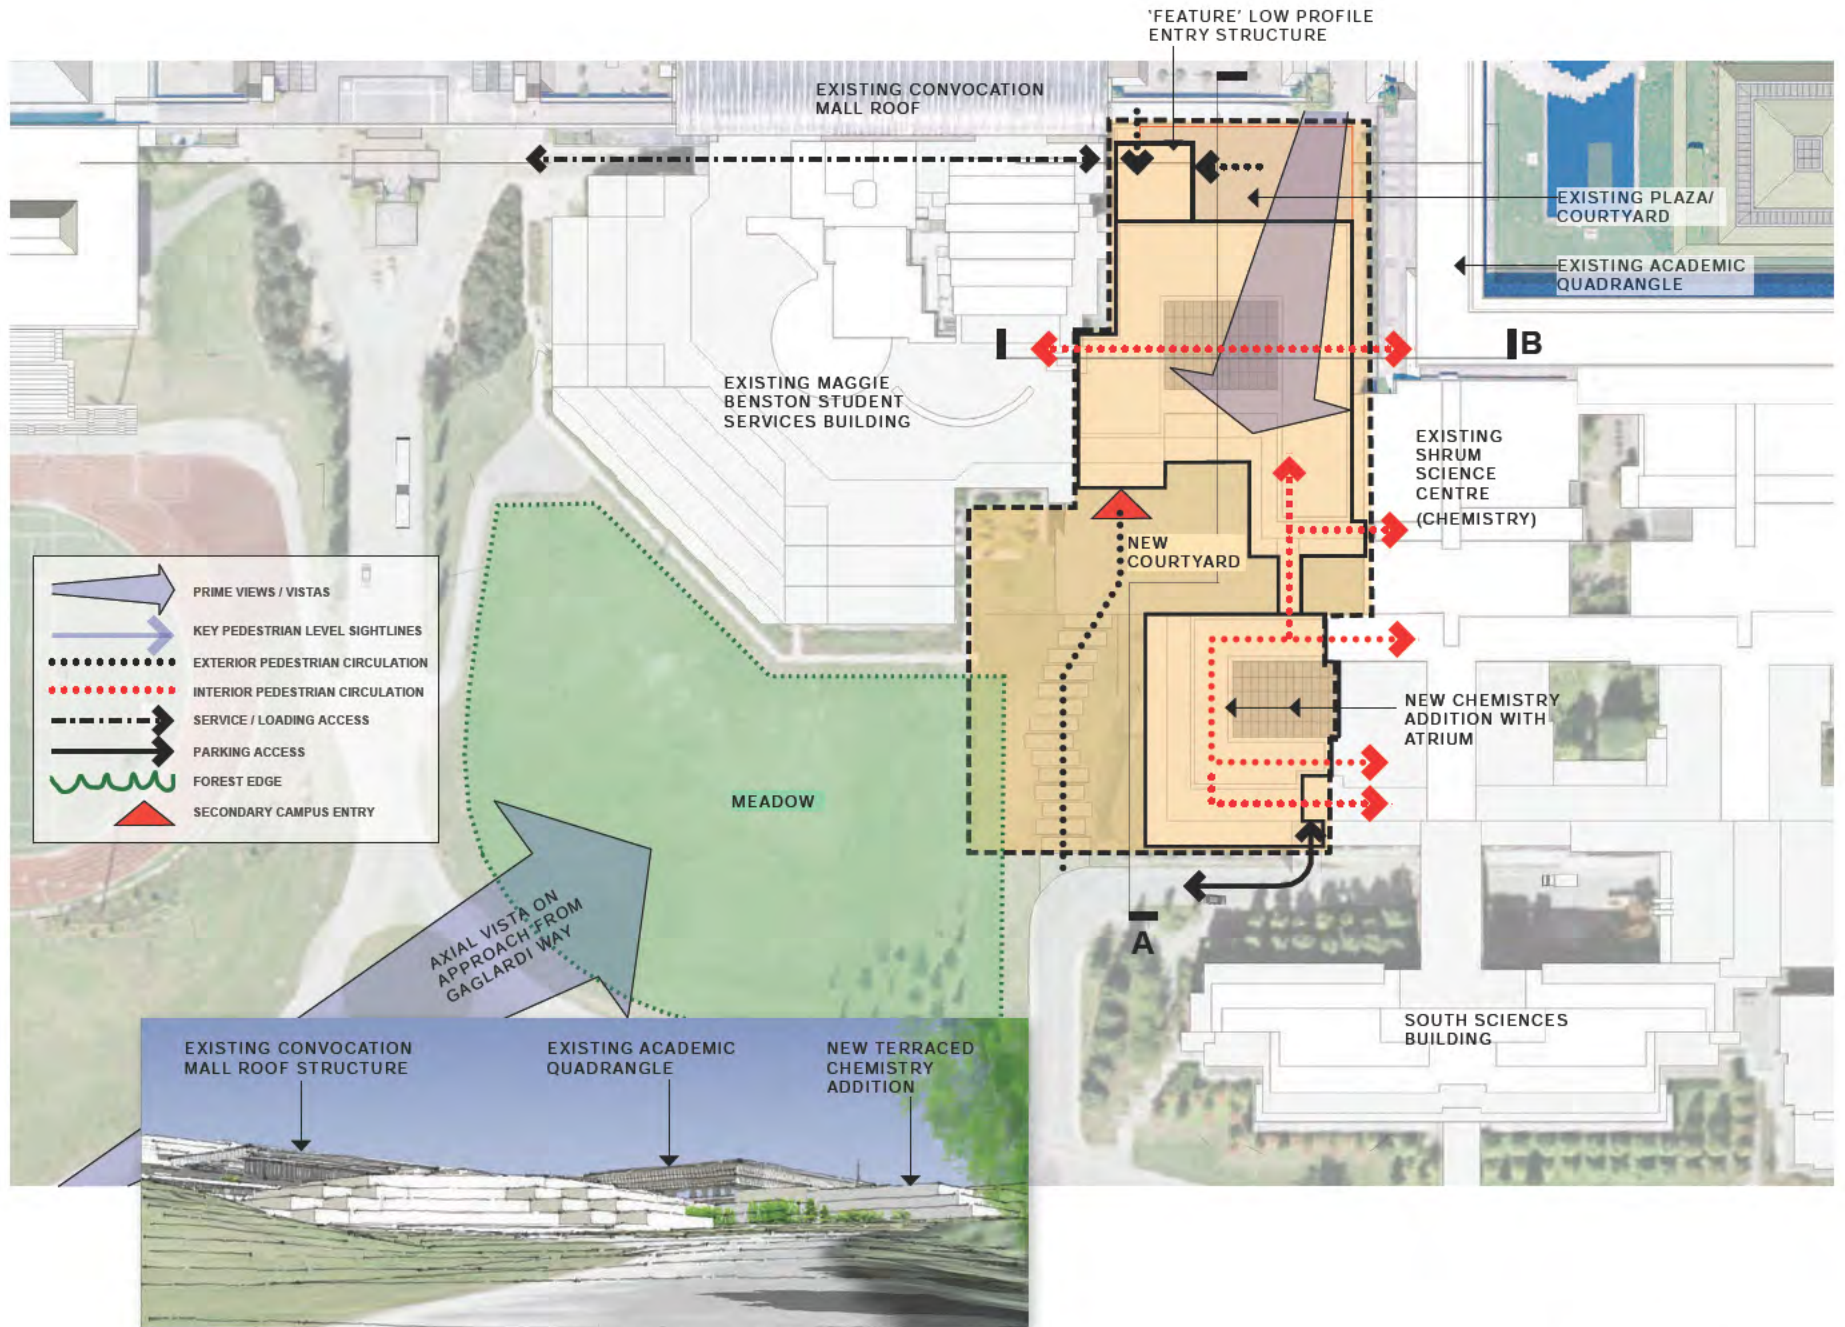 'FEATURE' LOW PROFILE
ENTRY STRUCTURE
EXISTING CONVOCATION
MALL ROOF
EXISTING PLAZA/
COURTYARD
EXISTING ACADEMIC
QUADRANGLE
B
EXISTING MAGGIE
BENSTON STUDENT
SERVICES BUILDING
EXISTING
SHRUM
SCIENCE
CENTRE
(CHEMISTRY)
NEW
COURTYARD
PRIME VIEWS / VISTAS
KEY PEDESTRIAN LEVEL SIGHTLINES
EXTERIOR PEDESTRIAN CIRCULATION
INTERIOR PEDESTRIAN CIRCULATION
SERVICE / LOADING ACCESS
PARKING ACCESS
FOREST EDGE
SECONDARY CAMPUS ENTRY
NEW CHEMISTRY
ADDITION WITH
ATRIUM
MEADOW
AXIAL VISTA ON
APPROACH FROM
GAGLARDI WAY
A
SOUTH SCIENCES
BUILDING
EXISTING CONVOCATION
MALL ROOF STRUCTURE
EXISTING ACADEMIC
QUADRANGLE
NEW TERRACED
CHEMISTRY
ADDITION